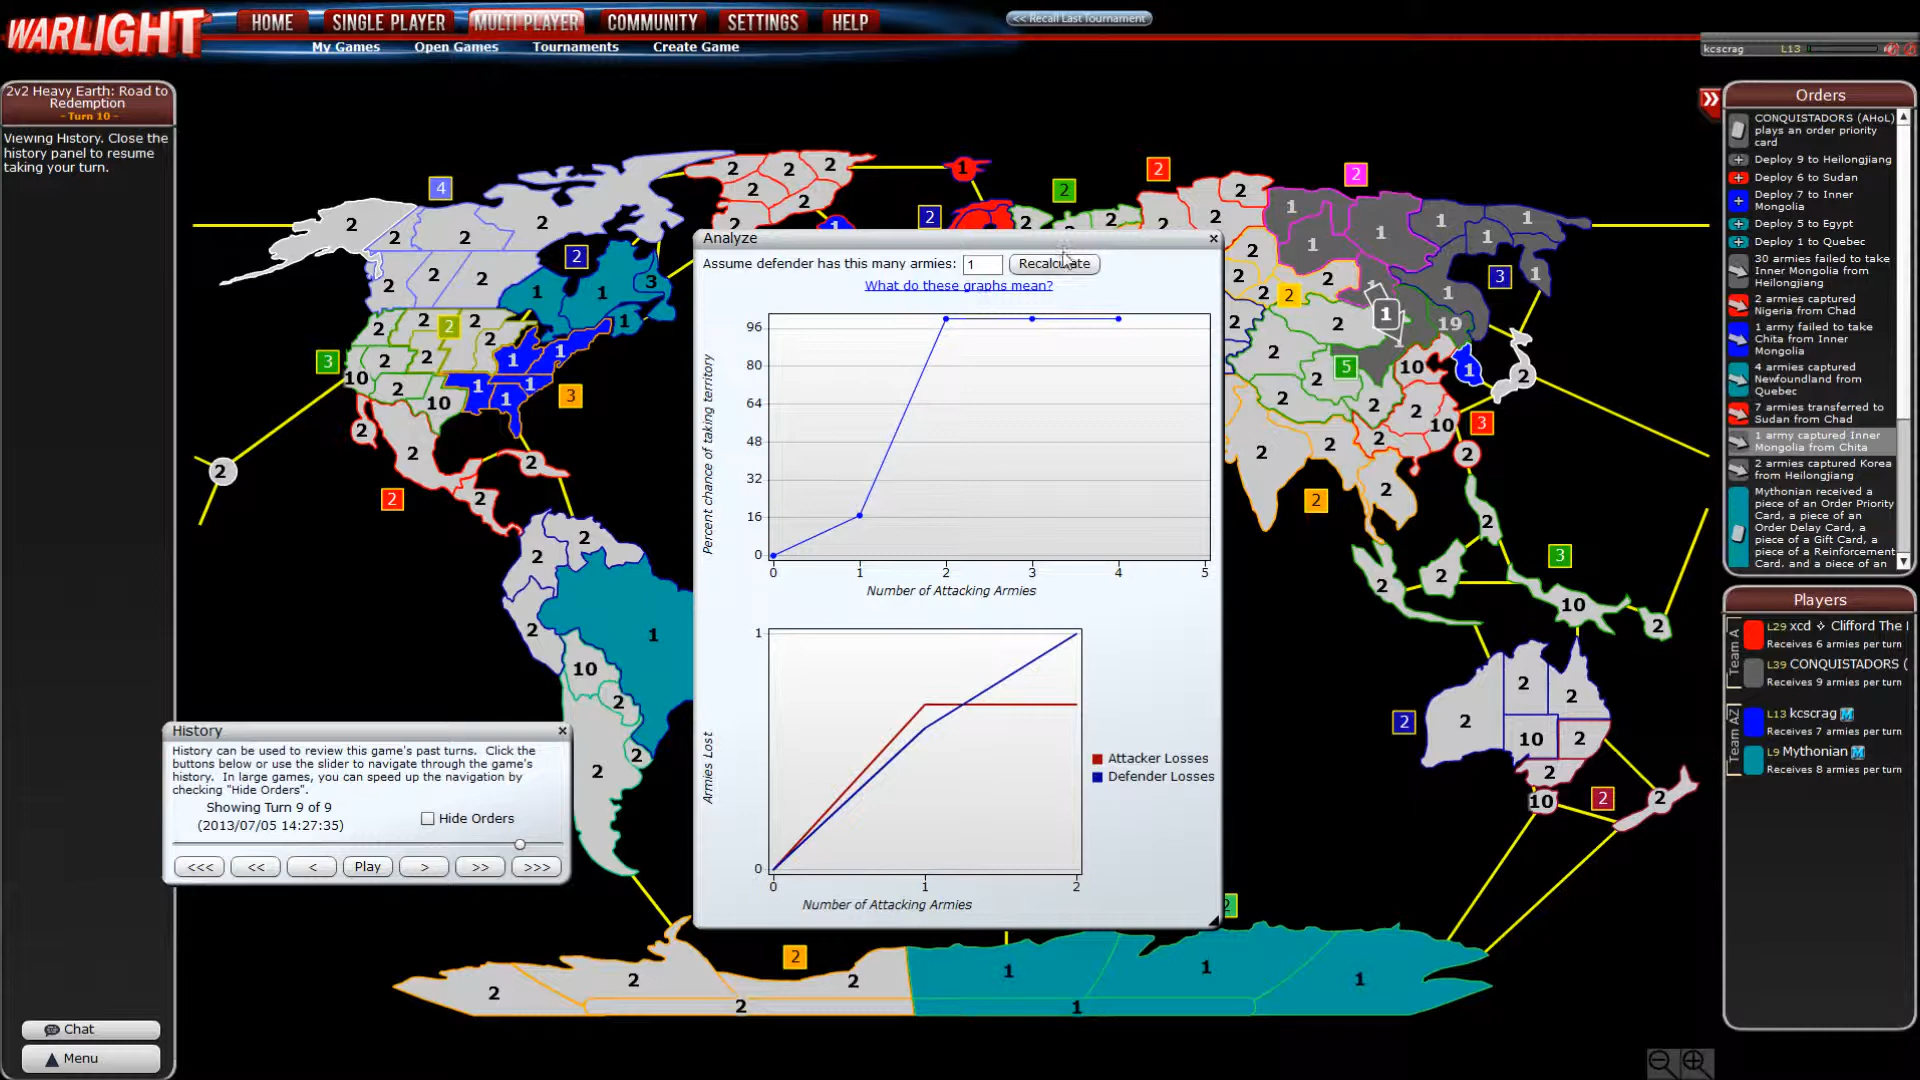 WARLIGHT
HOME
SINGLE PLAYER
MULTI PLAYER
COMMUNITY
SETTINGS
HELP
<< Recall Last Tournament
My Games
Open Games
Tournaments
Create Game
kcscrag
L13
2v2 Heavy Earth: Road to
Redemption
- Turn 10 -
Viewing History. Close the
history panel to resume
taking your turn.
Analyze
Assume defender has this many armies:
1
Recalculate
What do these graphs mean?
Percent chance of taking territory
96
80
64
48
32
16
0
0 1 2 3 4 5
Number of Attacking Armies
Armies Lost
1
0
0 1 2
Number of Attacking Armies
Attacker Losses
Defender Losses
History
History can be used to review this game's past turns. Click the
buttons below or use the slider to navigate through the game's
history. In large games, you can speed up the navigation by
checking "Hide Orders".
Showing Turn 9 of 9
(2013/07/05 14:27:35)
Hide Orders
<<<
<<
<
Play
>
>>
>>>
Chat
Menu
Orders
CONQUISTADORS (AHoL)
plays an order priority
card
Deploy 9 to Heilongjiang
Deploy 6 to Sudan
Deploy 7 to Inner
Mongolia
Deploy 5 to Egypt
Deploy 1 to Quebec
30 armies failed to take
Inner Mongolia from
Heilongjiang
2 armies captured
Nigeria from Chad
1 army failed to take
Chita from Inner
Mongolia
4 armies captured
Newfoundland from
Quebec
7 armies transferred to
Sudan from Chad
1 army captured Inner
Mongolia from Chita
2 armies captured Korea
from Heilongjiang
Mythonian received a
piece of an Order Priority
Card, a piece of an
Order Delay Card, a
piece of a Gift Card, a
piece of a Reinforcement
Card, and a piece of an
Players
Team A
L29 xcd ✧ Clifford The
Receives 6 armies per turn
L39 CONQUISTADORS (
Receives 9 armies per turn
Team AZ
L13 kcscrag M
Receives 7 armies per turn
L9 Mythonian M
Receives 8 armies per turn